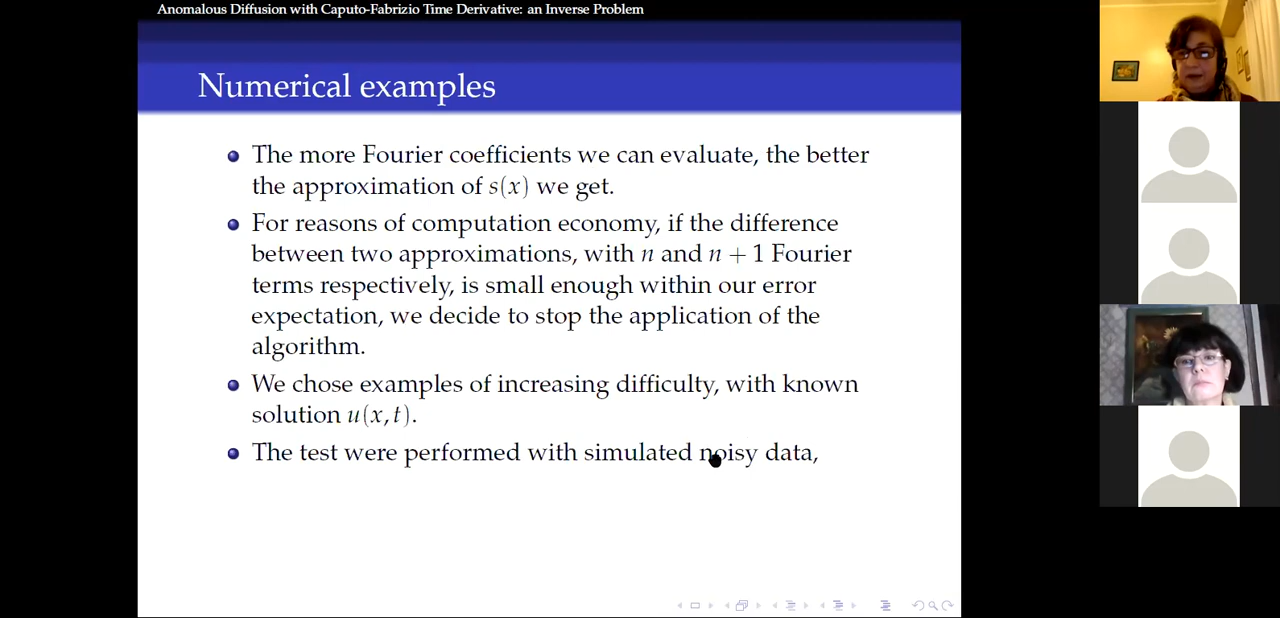 Anomalous Diffusion with Caputo-Fabrizio Time Derivative: an Inverse Problem
Numerical examples
The more Fourier coefficients we can evaluate, the better
the approximation of s(x) we get.
For reasons of computation economy, if the difference
between two approximations, with n and n + 1 Fourier
terms respectively, is small enough within our error
expectation, we decide to stop the application of the
algorithm.
We chose examples of increasing difficulty, with known
solution u(x, t).
The test were performed with simulated noisy data,